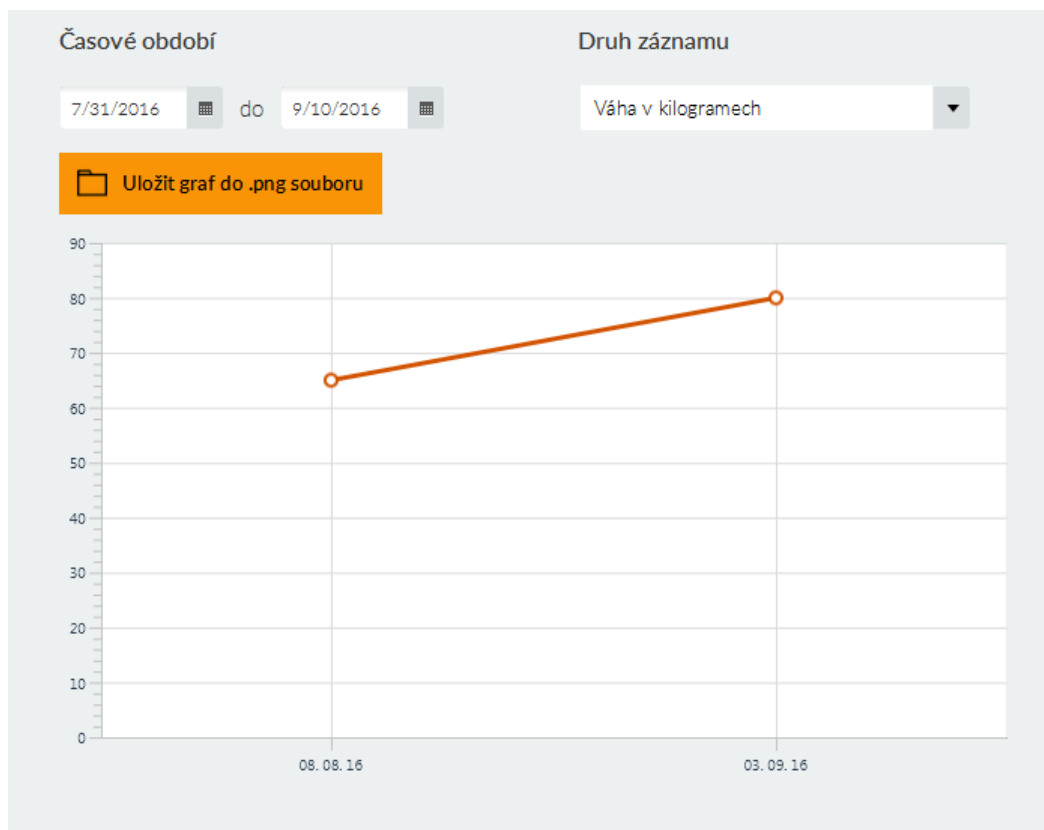 Časové období
Druh záznamu
7/31/2016 do 9/10/2016
Váha v kilogramech
Uložit graf do .png souboru
90
80
70
60
50
40
30
20
10
0
08. 08. 16
03. 09. 16